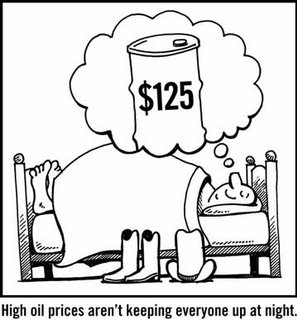 $125
High oil prices aren't keeping everyone up at night.